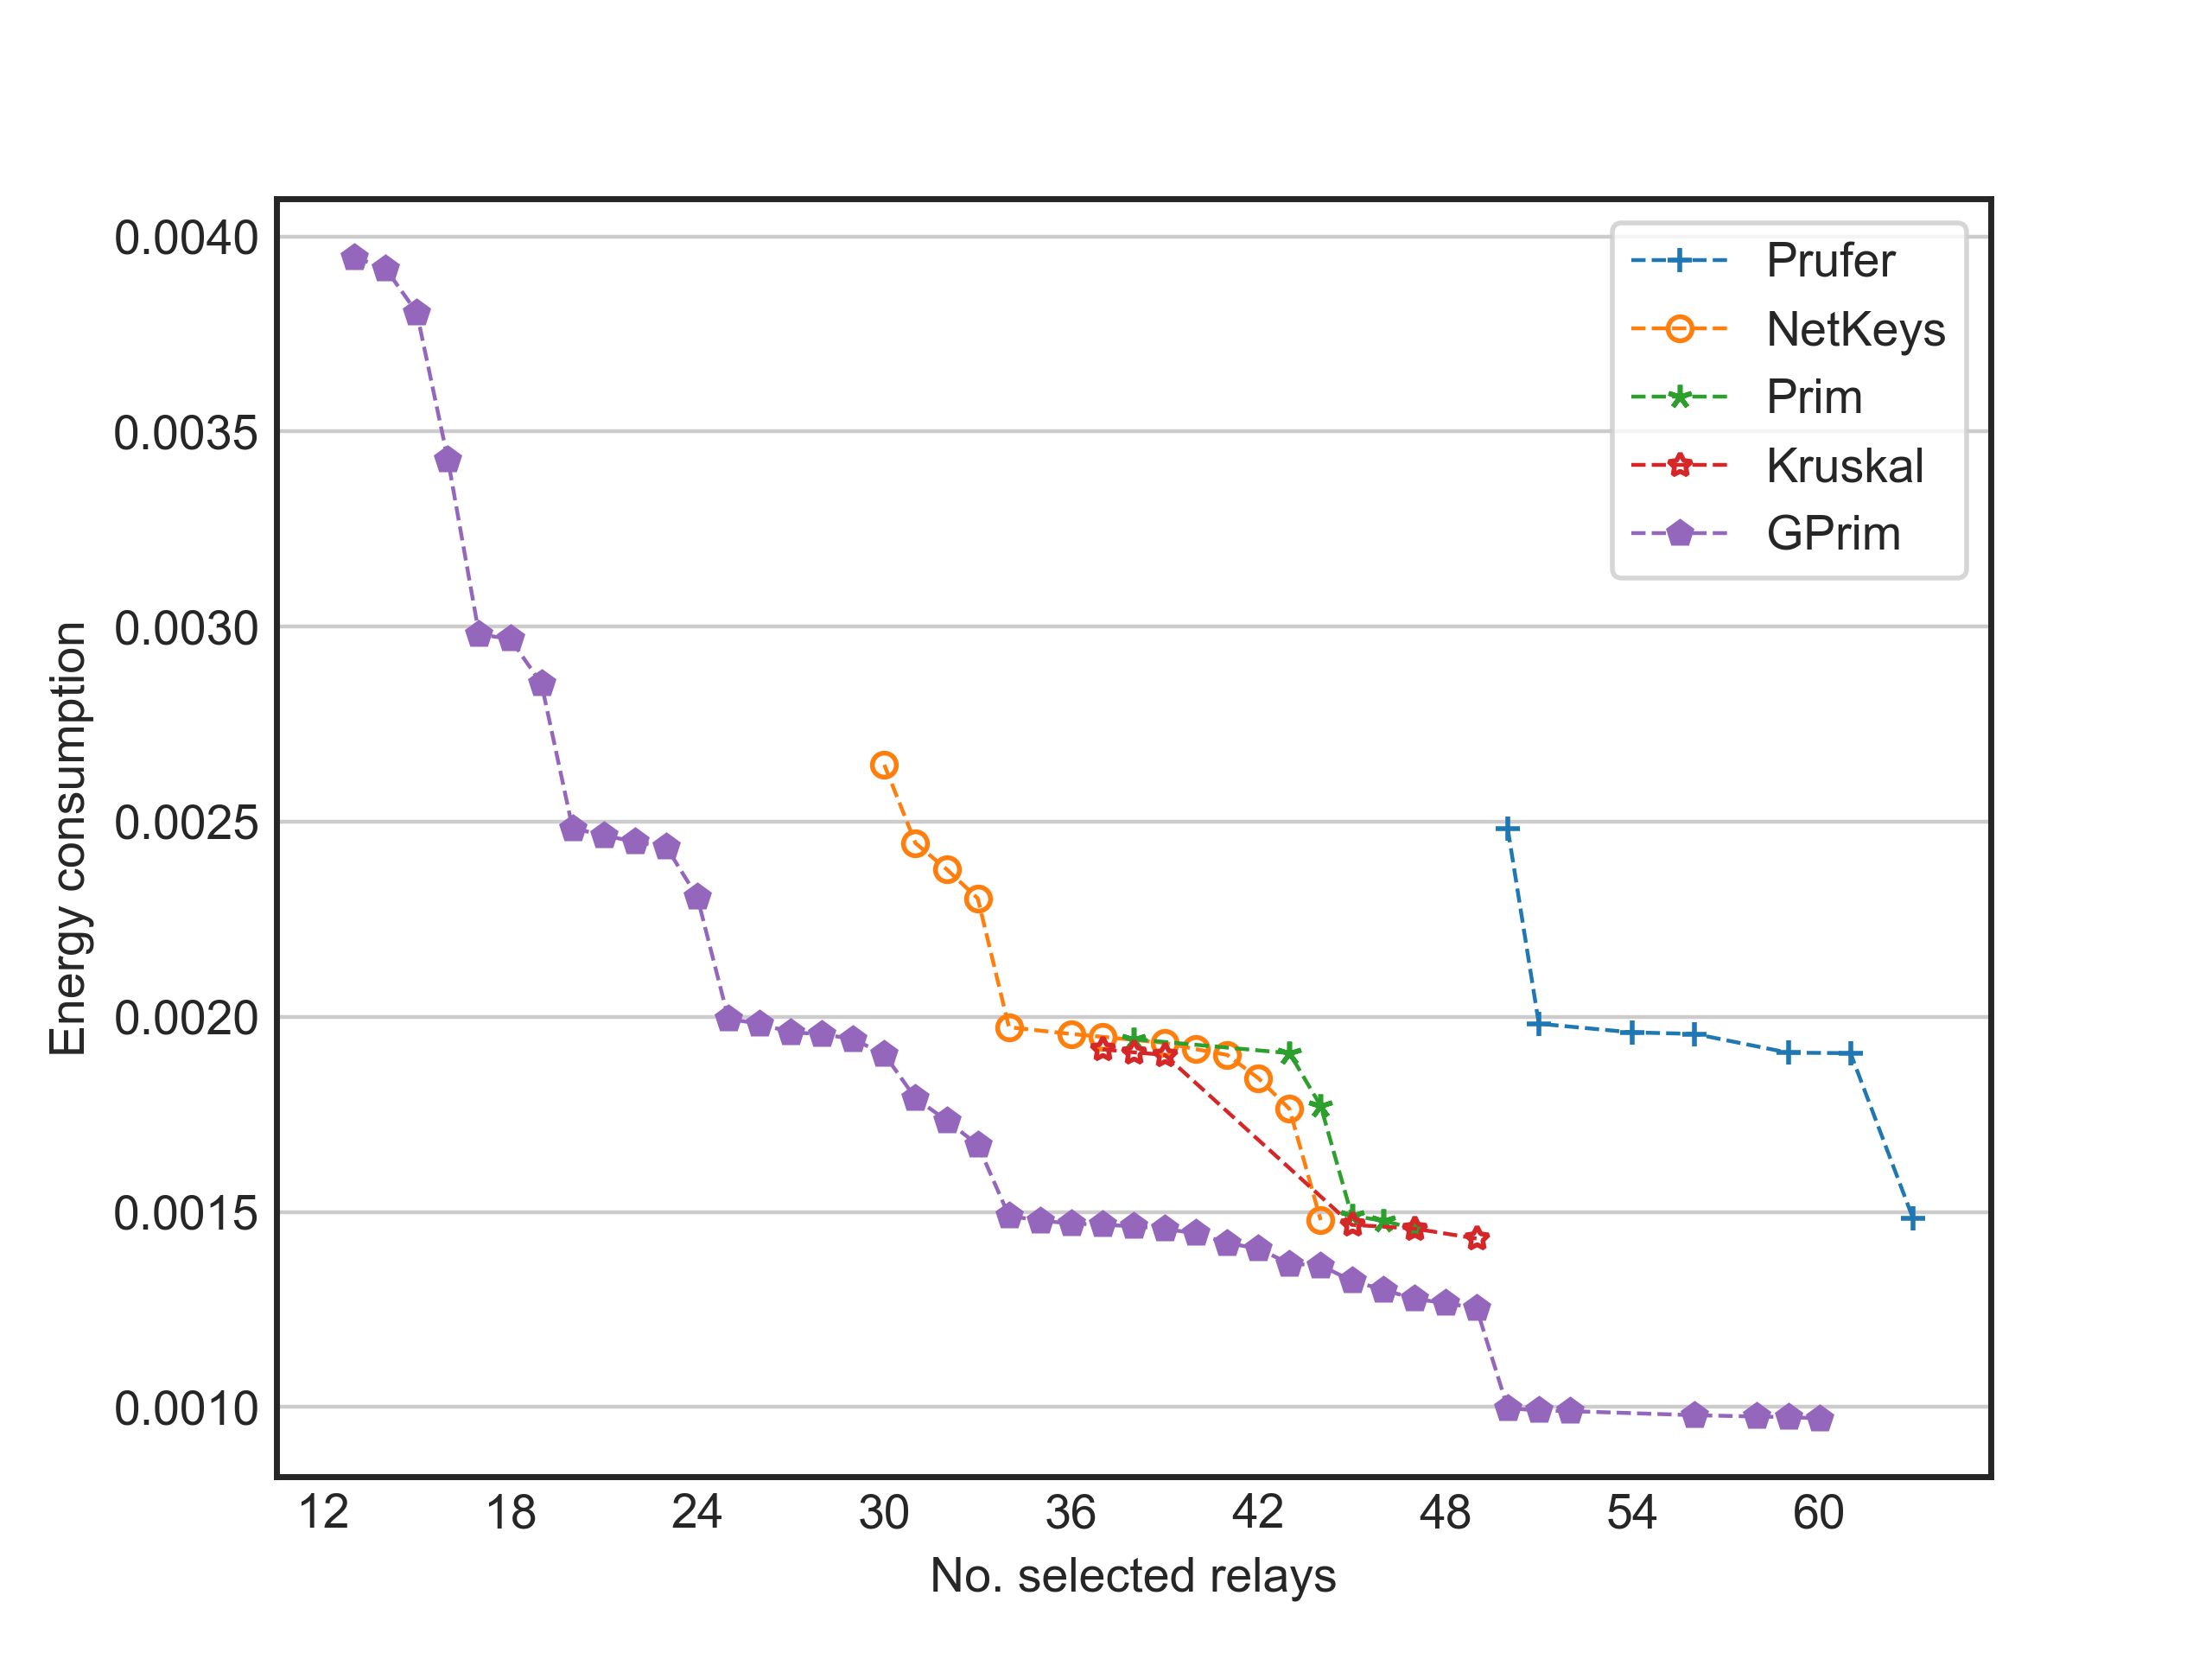 0.0040
0.0035
0.0030
0.0025
0.0020
0.0015
0.0010
Energy consumption
Prufer
NetKeys
Prim
Kruskal
GPrim
12 18 24 30 36 42 48 54 60
No. selected relays